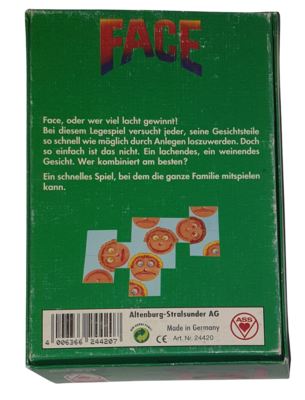 FACE
Face, oder wer viel lacht gewinnt!
Bei diesem Legespiel versucht jeder, seine Gesichtsteile
so schnell wie möglich durch Anlegen loszuwerden. Doch
so einfach ist das nicht. Ein lachendes, ein weinendes
Gesicht. Wer kombiniert am besten?
Ein schnelles Spiel, bei dem die ganze Familie mitspielen
kann.
Altenburg-Stralsunder AG
Made in Germany
CE Art. Nr. 24420
ASS
4 006366 244207